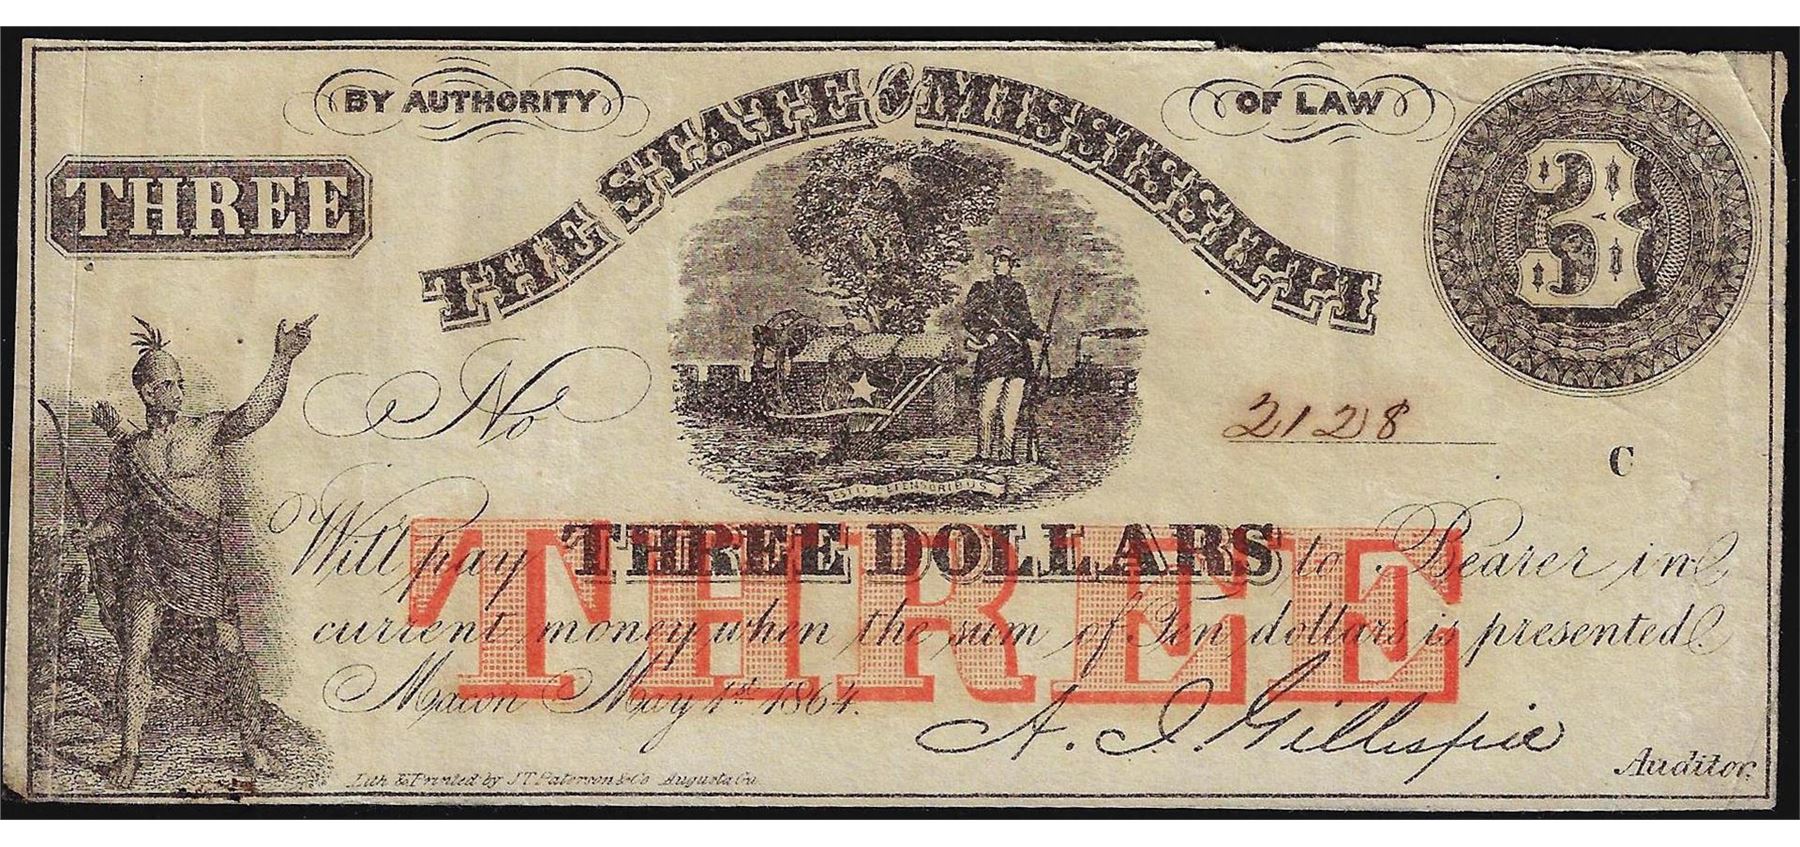 BY AUTHORITY
OF LAW
THE STATE OF MISSISSIPPI
THREE
3
No 2128
C
Will pay THREE DOLLARS to Bearer in
THREE
current money when the sum of Ten dollars is presented.
Macon May 1st 1864.
A. J. Gillespie
Auditor.
Lith & Printed by J T Paterson & Co Augusta Ga